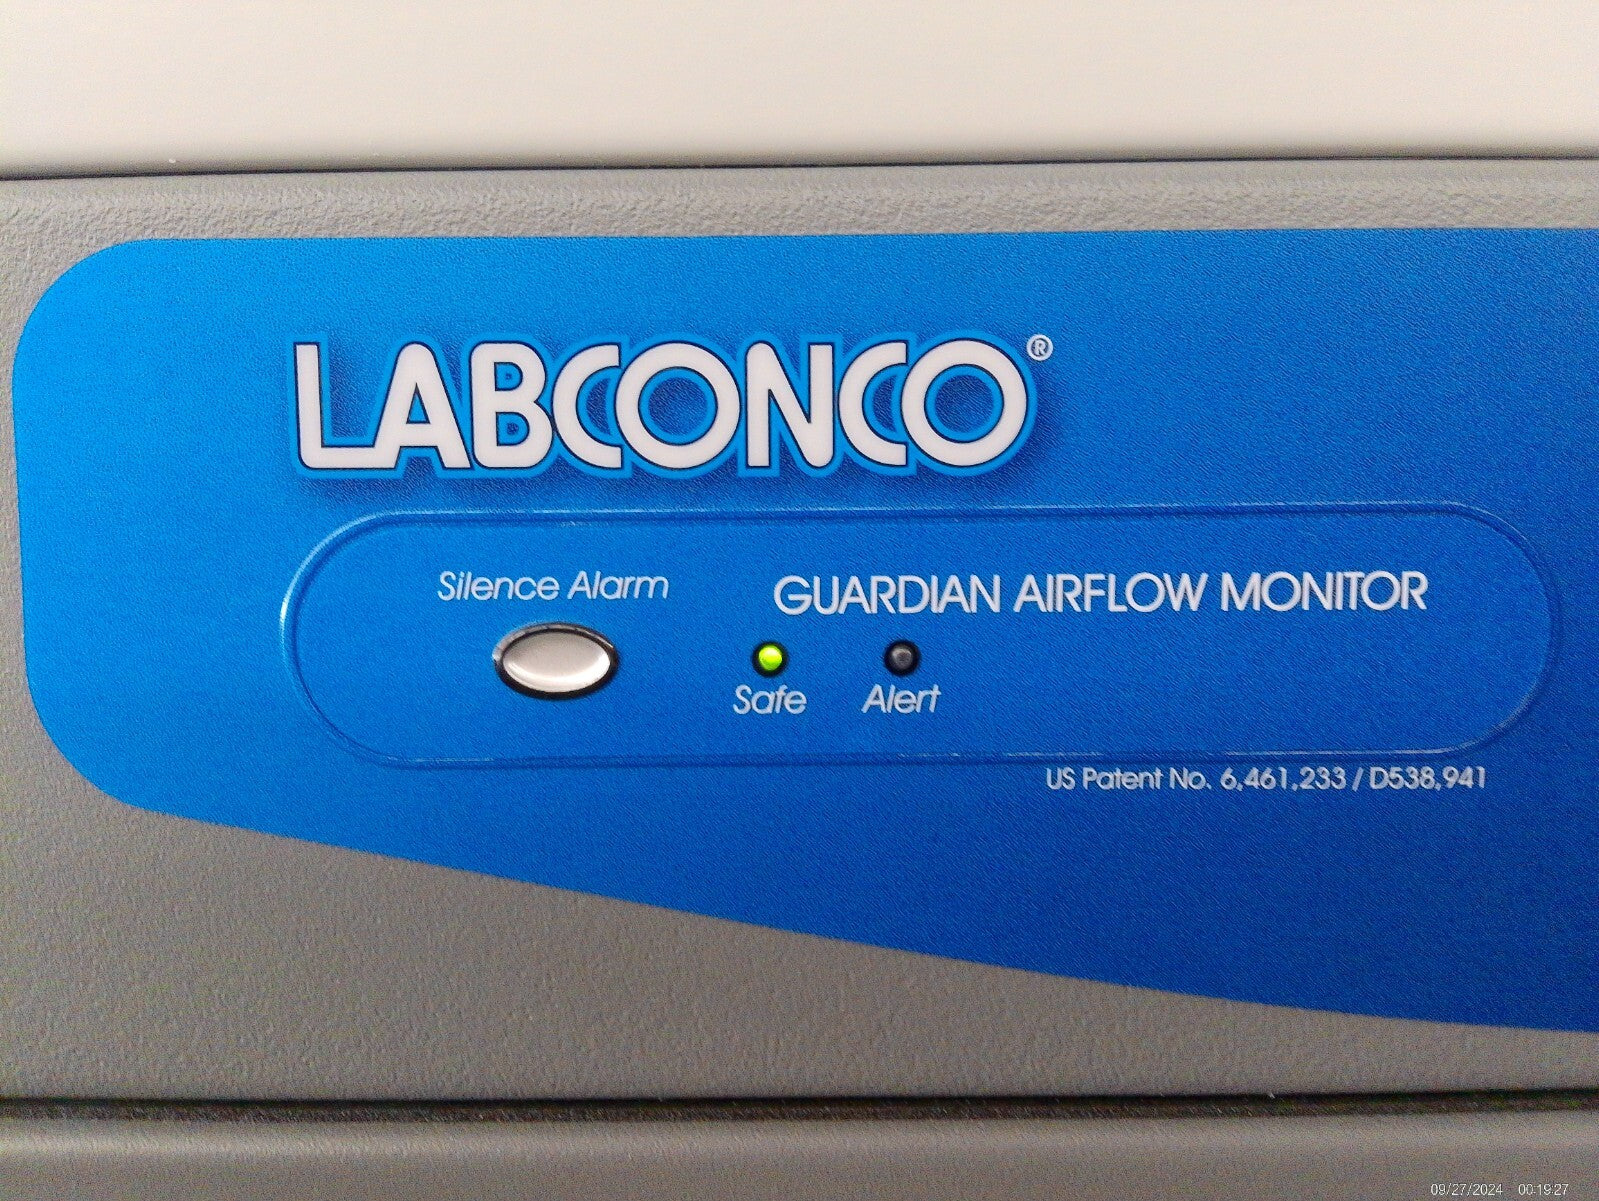 LABCONCO®
Silence Alarm
GUARDIAN AIRFLOW MONITOR
Safe
Alert
US Patent No. 6,461,233 / D538,941
09/27/2024 00:19:27